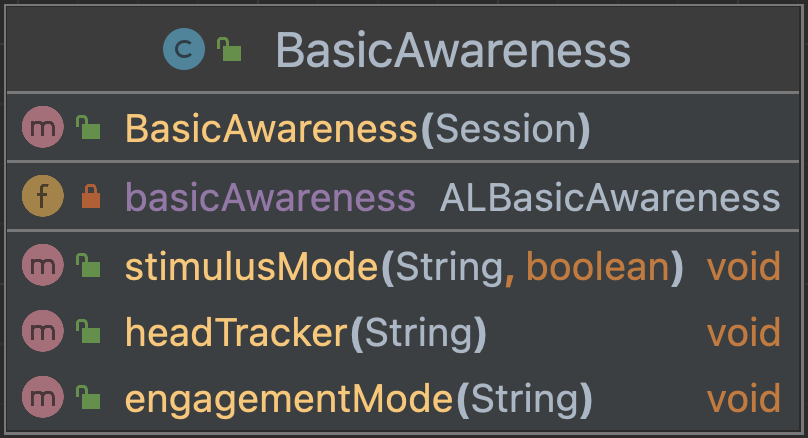 C BasicAwareness
m BasicAwareness(Session)
f basicAwareness ALBasicAwareness
m stimulusMode(String, boolean) void
m headTracker(String) void
m engagementMode(String) void